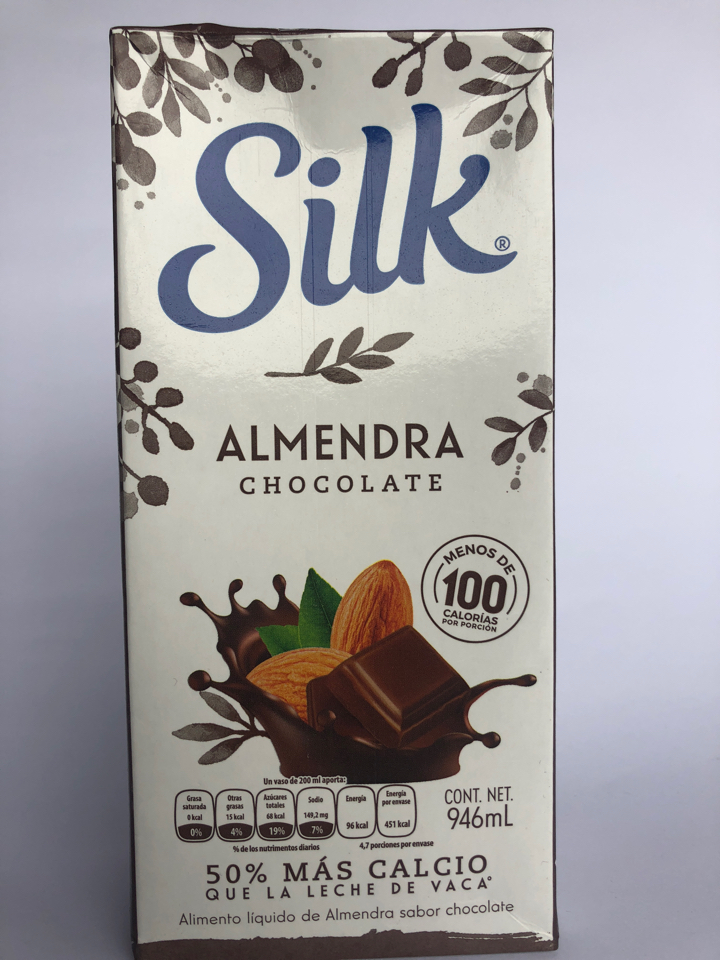 Silk®
ALMENDRA
CHOCOLATE
MENOS DE
100
CALORÍAS
POR PORCIÓN
Un vaso de 200 ml aporta:
Grasa saturada 0 kcal 0%
Otras grasas 15 kcal 4%
Azúcares totales 68 kcal 19%
Sodio 149,2 mg 7%
Energía 96 kcal
Energía por envase 451 kcal
% de los nutrimentos diarios
4,7 porciones por envase
CONT. NET.
946mL
50% MÁS CALCIO
QUE LA LECHE DE VACA°
Alimento líquido de Almendra sabor chocolate